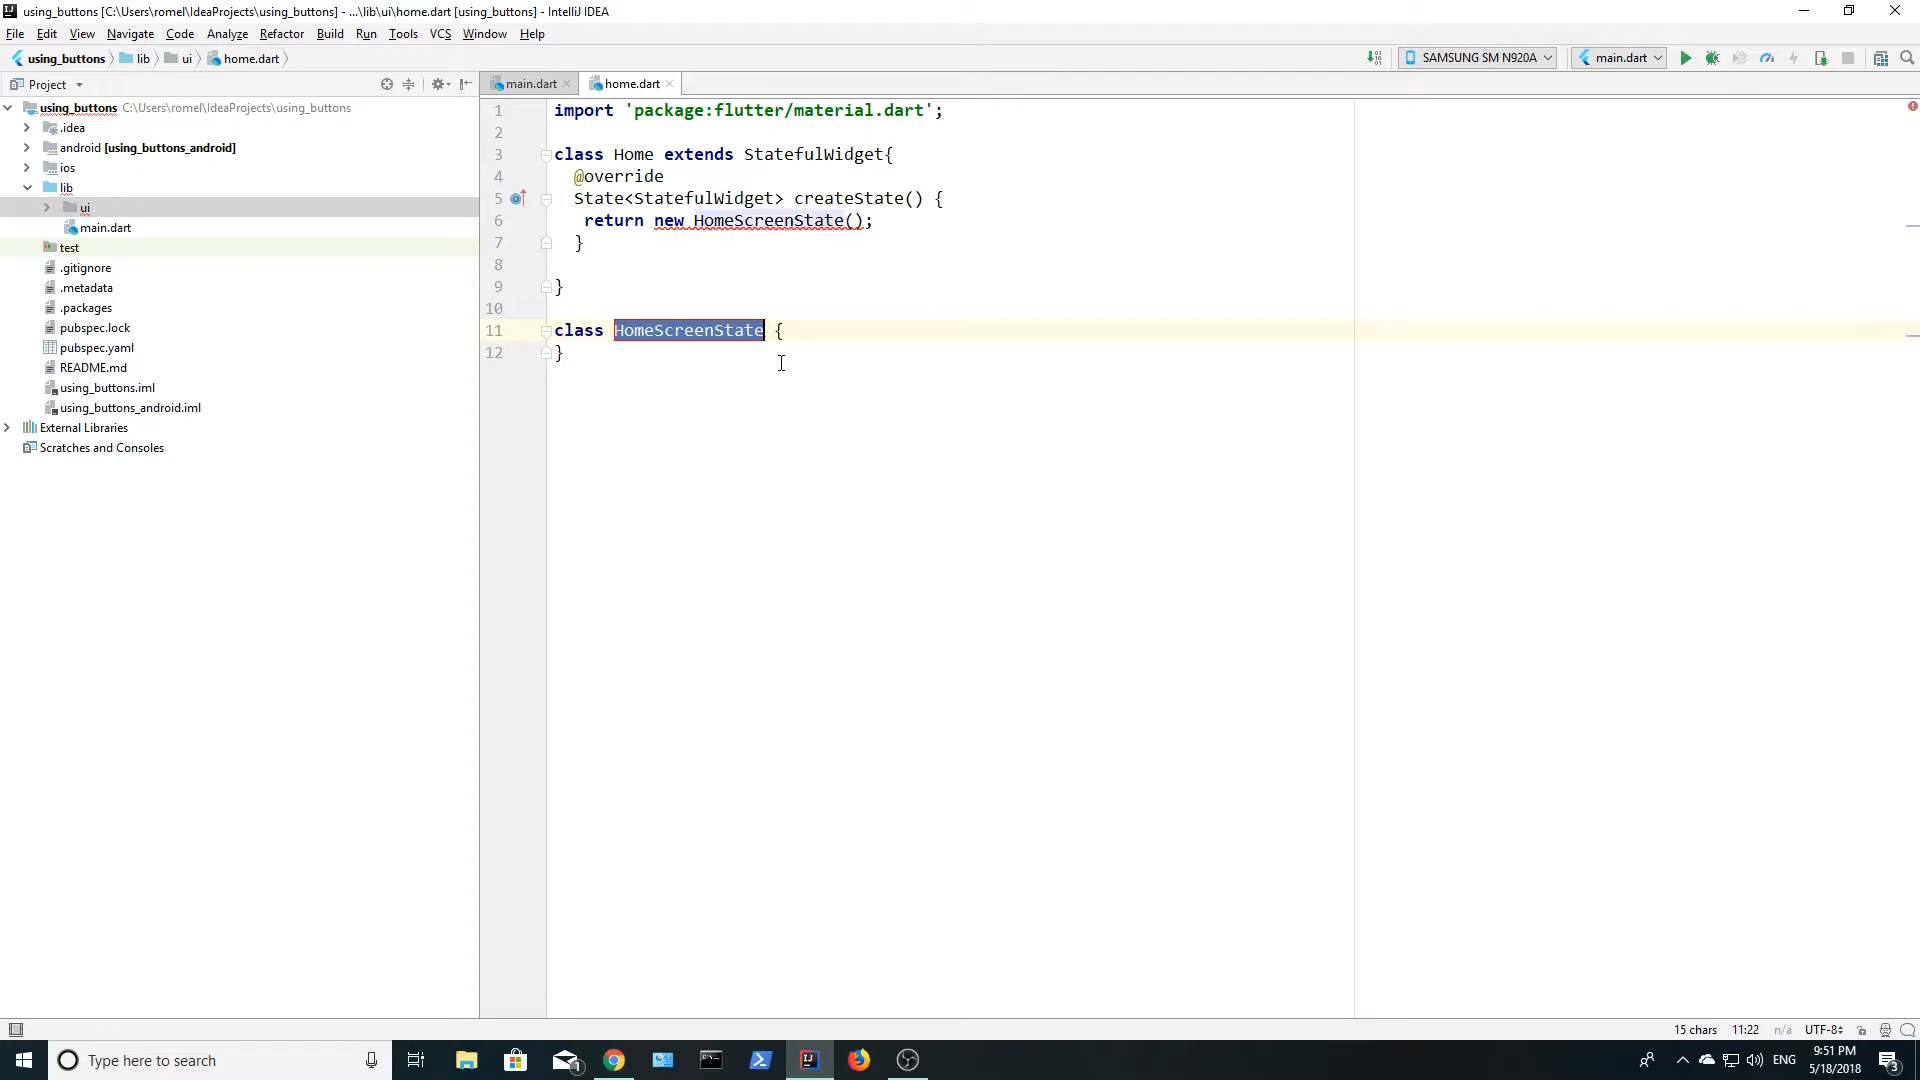 using_buttons [C:\Users\romel\IdeaProjects\using_buttons] - ...\lib\ui\home.dart [using_buttons] - IntelliJ IDEA
File Edit View Navigate Code Analyze Refactor Build Run Tools VCS Window Help
using_buttons lib ui home.dart SAMSUNG SM N920A main.dart
Project main.dart home.dart
using_buttons C:\Users\romel\IdeaProjects\using_buttons
.idea
android [using_buttons_android]
ios
lib
ui
main.dart
test
.gitignore
.metadata
.packages
pubspec.lock
pubspec.yaml
README.md
using_buttons.iml
using_buttons_android.iml
External Libraries
Scratches and Consoles
1 import 'package:flutter/material.dart';
2
3 class Home extends StatefulWidget{
4 @override
5 State<StatefulWidget> createState() {
6 return new HomeScreenState();
7 }
8
9 }
10
11 class HomeScreenState {
12 }
15 chars 11:22 n/a UTF-8
Type here to search
1
ENG
9:51 PM
5/18/2018
3